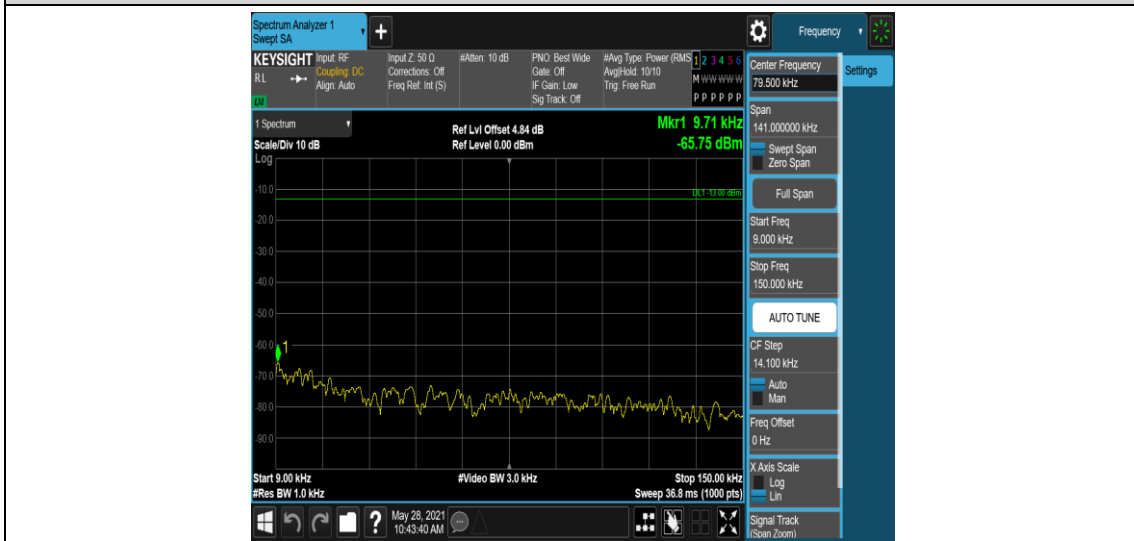 Spectrum Analyzer 1
Swept SA
+
Frequency
KEYSIGHT
RL
LXI
Input: RF
Coupling: DC
Align: Auto
Input Z: 50 Ω
Corrections: Off
Freq Ref: Int (S)
#Atten: 10 dB
PNO: Best Wide
Gate: Off
IF Gain: Low
Sig Track: Off
#Avg Type: Power (RMS
Avg|Hold: 10/10
Trig: Free Run
1 2 3 4 5 6
M W W W W W
P P P P P P
1 Spectrum
Scale/Div 10 dB
Log
Ref Lvl Offset 4.84 dB
Ref Level 0.00 dBm
Mkr1 9.71 kHz
-65.75 dBm
DL1 -13.00 dBm
-10.0
-20.0
-30.0
-40.0
-50.0
-60.0
1
-70.0
-80.0
-90.0
Start 9.00 kHz
#Res BW 1.0 kHz
#Video BW 3.0 kHz
Stop 150.00 kHz
Sweep 36.8 ms (1000 pts)
Center Frequency
79.500 kHz
Settings
Span
141.000000 kHz
Swept Span
Zero Span
Full Span
Start Freq
9.000 kHz
Stop Freq
150.000 kHz
AUTO TUNE
CF Step
14.100 kHz
Auto
Man
Freq Offset
0 Hz
X Axis Scale
Log
Lin
Signal Track
(Span Zoom)
?
May 28, 2021
10:43:40 AM